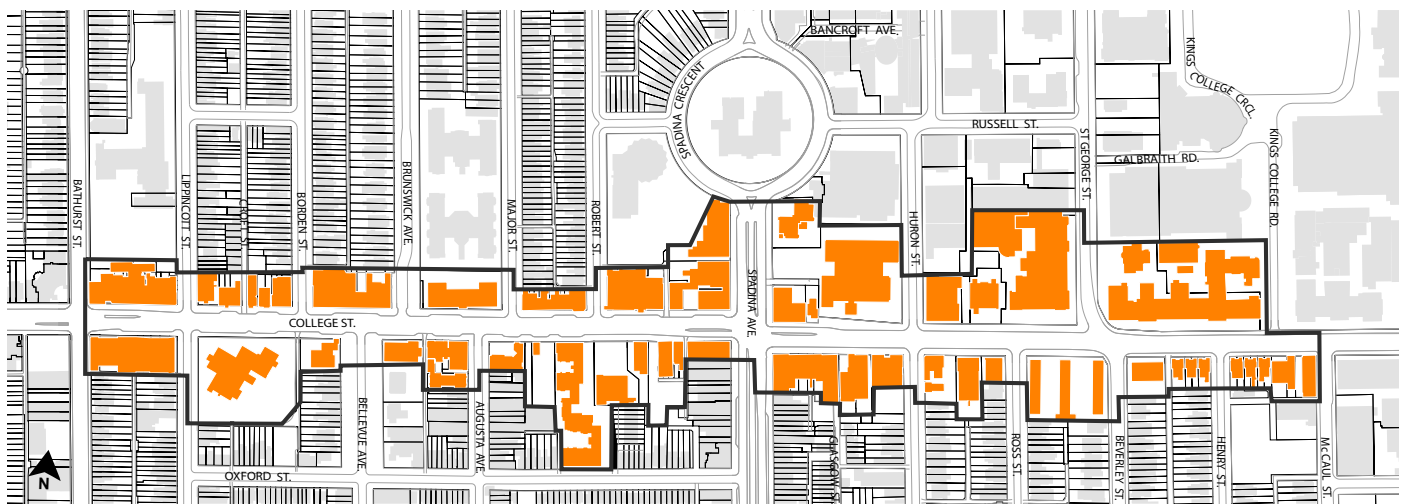 BANCROFT AVE.
KINGS COLLEGE CRCL.
SPADINA CRESCENT
RUSSELL ST.
ST GEORGE ST.
GALBRAITH RD.
KINGS COLLEGE RD.
BATHURST ST.
LIPPINCOTT ST.
CROFT ST.
BORDEN ST.
BRUNSWICK AVE.
MAJOR ST.
ROBERT ST.
HURON ST.
SPADINA AVE.
COLLEGE ST.
BELLEVUE AVE.
AUGUSTA AVE.
GLASGOW ST.
ROSS ST.
BEVERLEY ST.
HENRY ST.
McCAUL ST.
OXFORD ST.
N